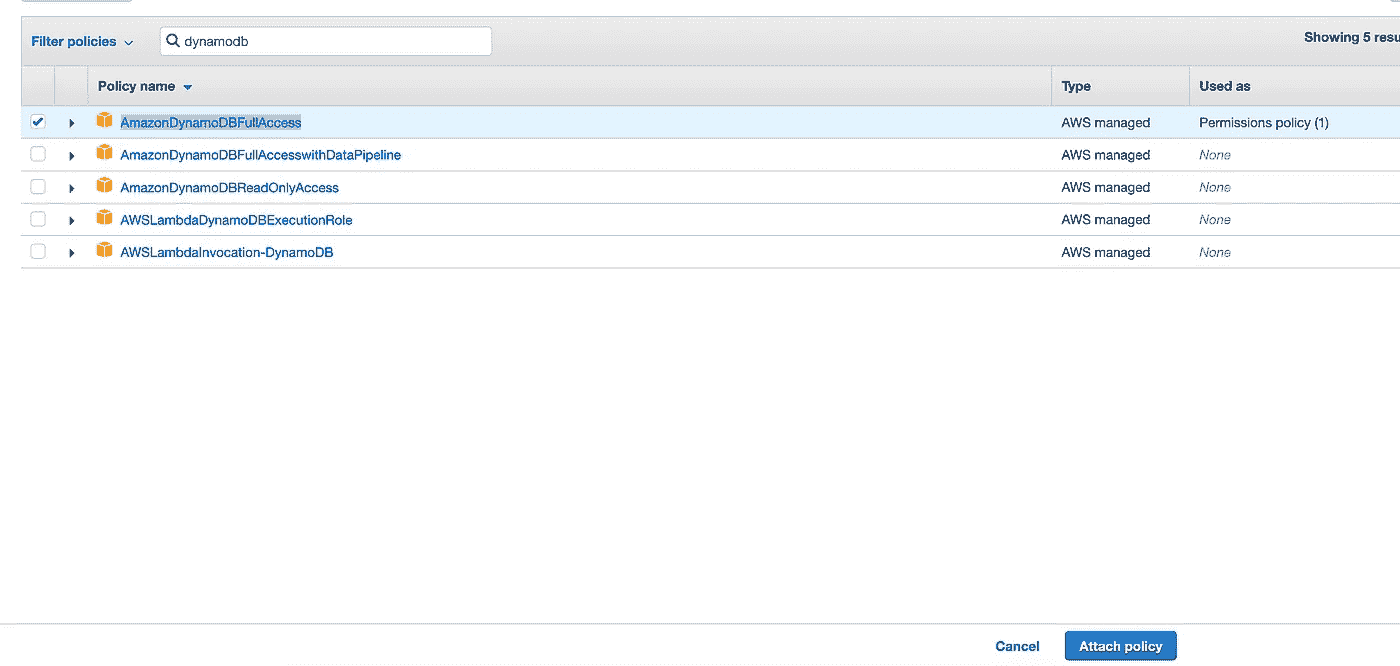 Filter policies dynamodb Showing 5 resu
Policy name Type Used as
AmazonDynamoDBFullAccess AWS managed Permissions policy (1)
AmazonDynamoDBFullAccesswithDataPipeline AWS managed None
AmazonDynamoDBReadOnlyAccess AWS managed None
AWSLambdaDynamoDBExecutionRole AWS managed None
AWSLambdaInvocation-DynamoDB AWS managed None
Cancel Attach policy